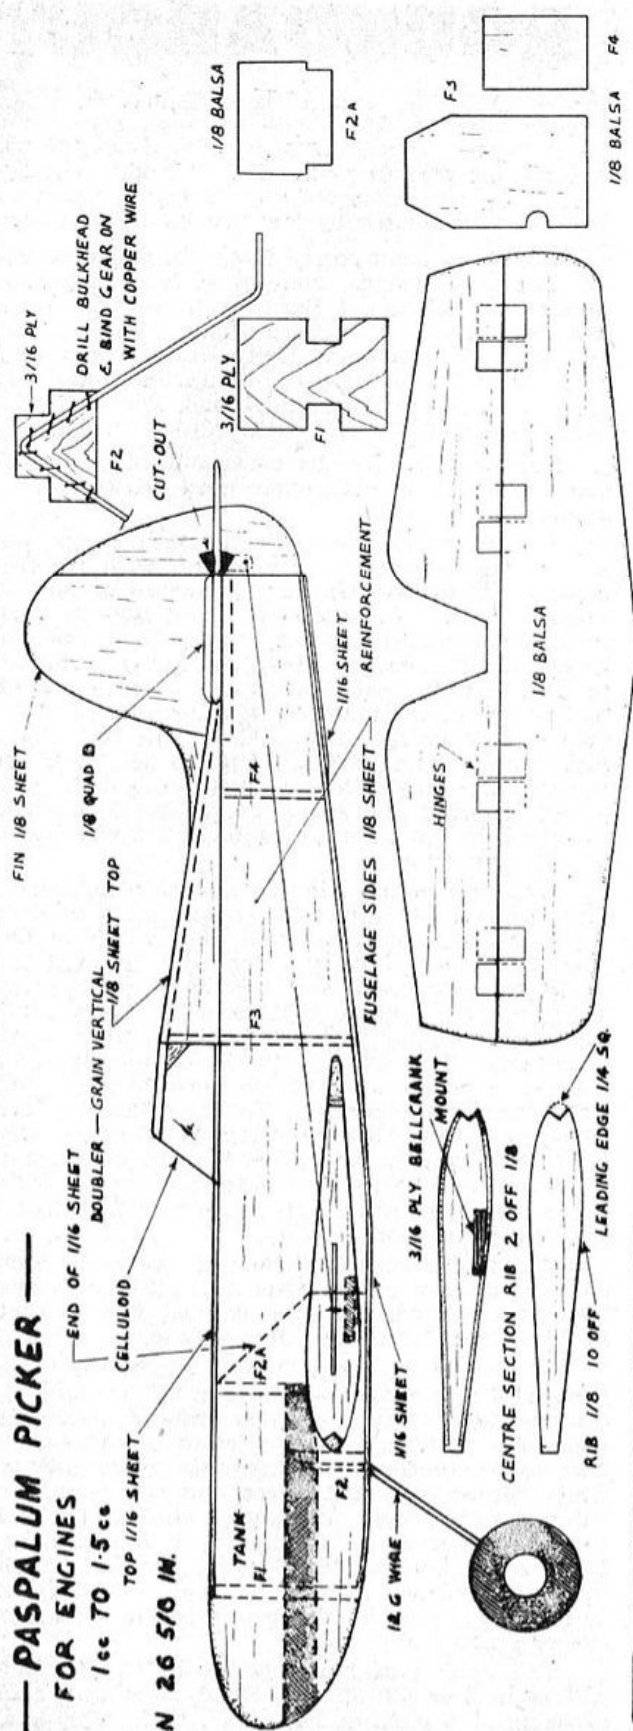 PASPALUM PICKER
FOR ENGINES
1cc TO 1·5cc
N 26 5/8 IN.
TOP 1/16 SHEET
CELLULOID
END OF 1/16 SHEET
DOUBLER — GRAIN VERTICAL
1/8 SHEET TOP
FIN 1/8 SHEET
1/8 QUAD B
CUT-OUT
3/16 PLY
DRILL BULKHEAD
& BIND GEAR ON
WITH COPPER WIRE
F2
1/8 BALSA
F2A
3/16 PLY
F1
F3
F4
1/8 BALSA
TANK
F1
F2A
F2
F3
F4
1/16 SHEET
REINFORCEMENT
FUSELAGE SIDES 1/8 SHEET
1/16 SHEET
12G WIRE
3/16 PLY BELLCRANK
MOUNT
CENTRE SECTION RIB 2 OFF 1/8
RIB 1/8 10 OFF
LEADING EDGE 1/4 SQ.
HINGES
1/8 BALSA